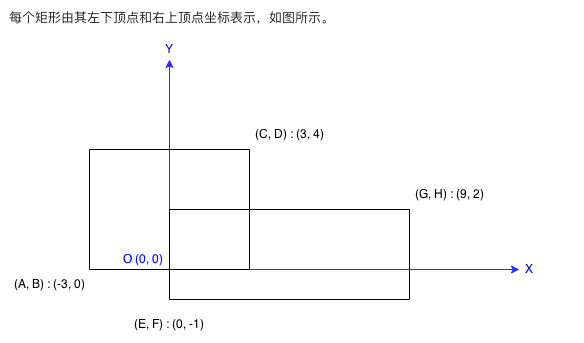 每个矩形由其左下顶点和右上顶点坐标表示，如图所示。
Y
(C, D) : (3, 4)
(G, H) : (9, 2)
O (0, 0)
X
(A, B) : (-3, 0)
(E, F) : (0, -1)